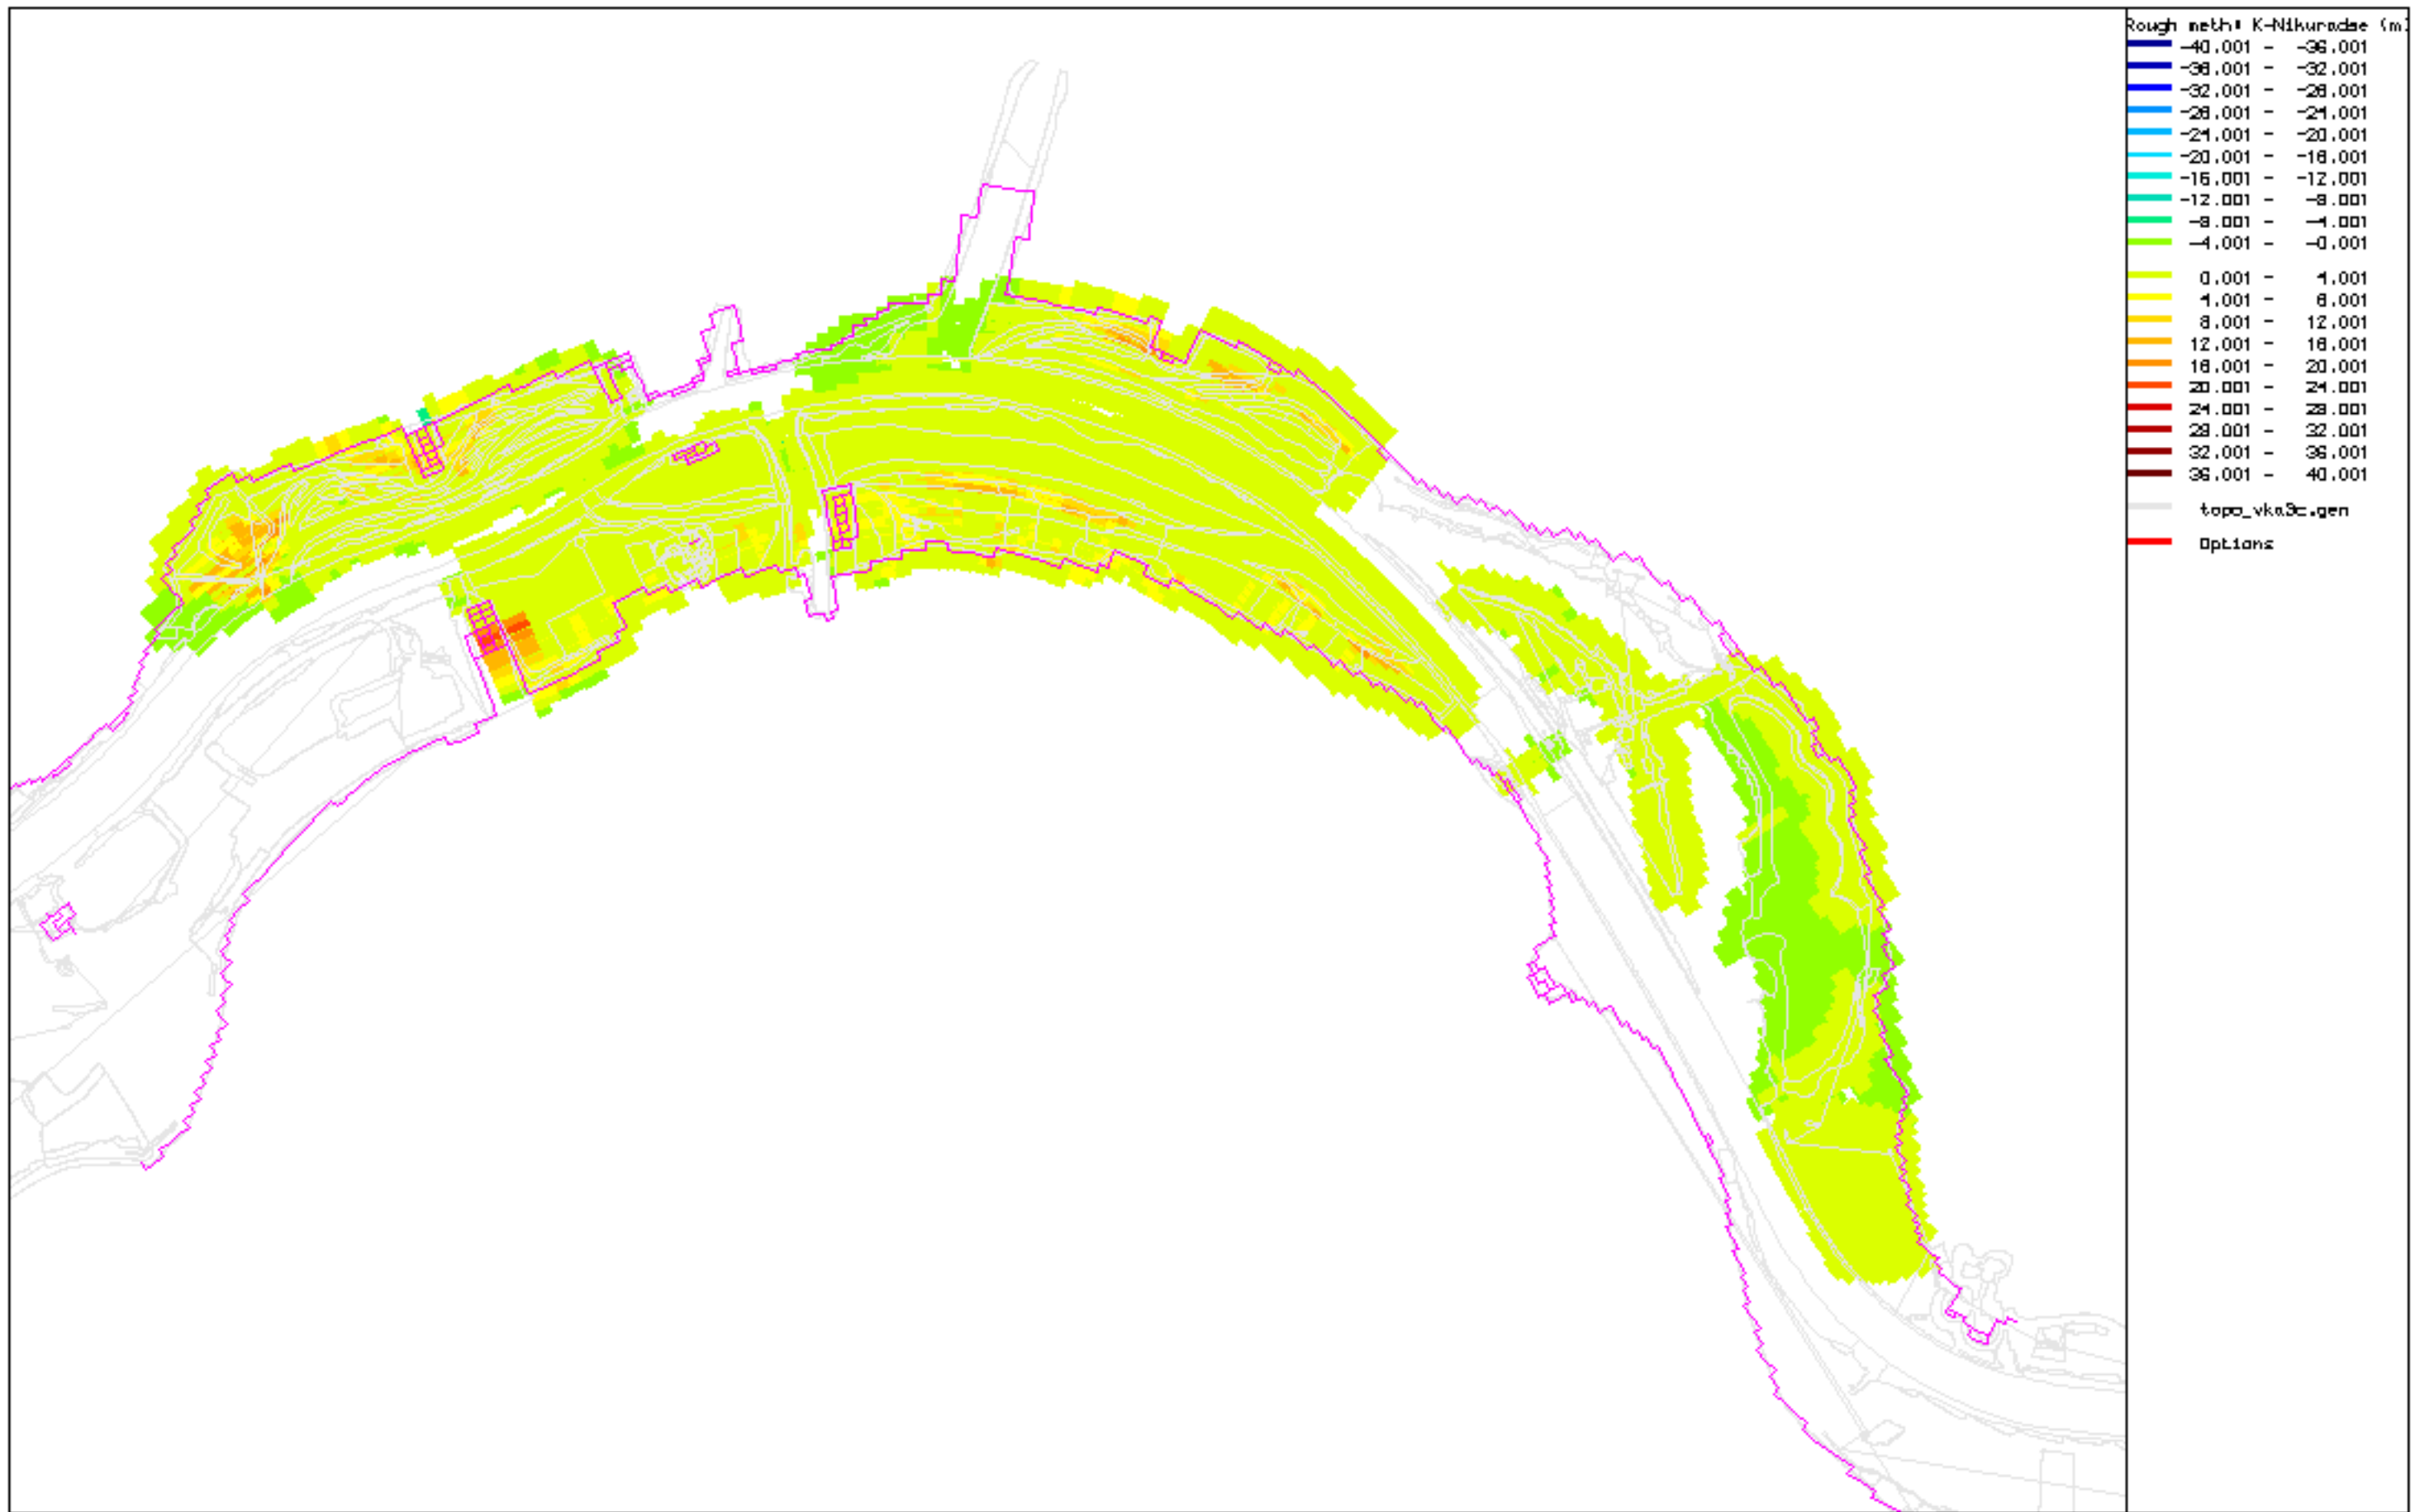 Rough meth: K-Nikuradse (m)
-40.001 - -36.001
-36.001 - -32.001
-32.001 - -28.001
-28.001 - -24.001
-24.001 - -20.001
-20.001 - -16.001
-16.001 - -12.001
-12.001 - -8.001
-8.001 - -4.001
-4.001 - -0.001
0.001 - 4.001
4.001 - 8.001
8.001 - 12.001
12.001 - 16.001
16.001 - 20.001
20.001 - 24.001
24.001 - 28.001
28.001 - 32.001
32.001 - 36.001
36.001 - 40.001
topo_vka3c.gen
Options